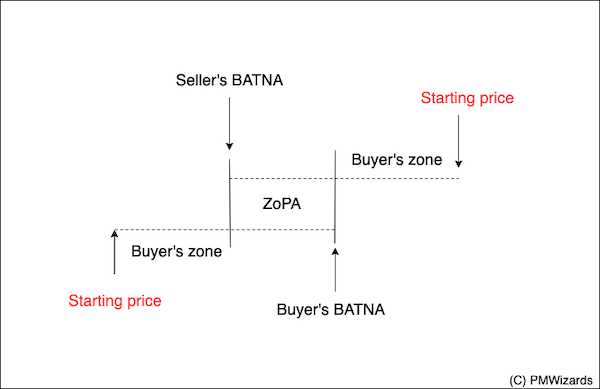 Seller's BATNA
Starting price
Buyer's zone
ZoPA
Buyer's zone
Starting price
Buyer's BATNA
(C) PMWizards